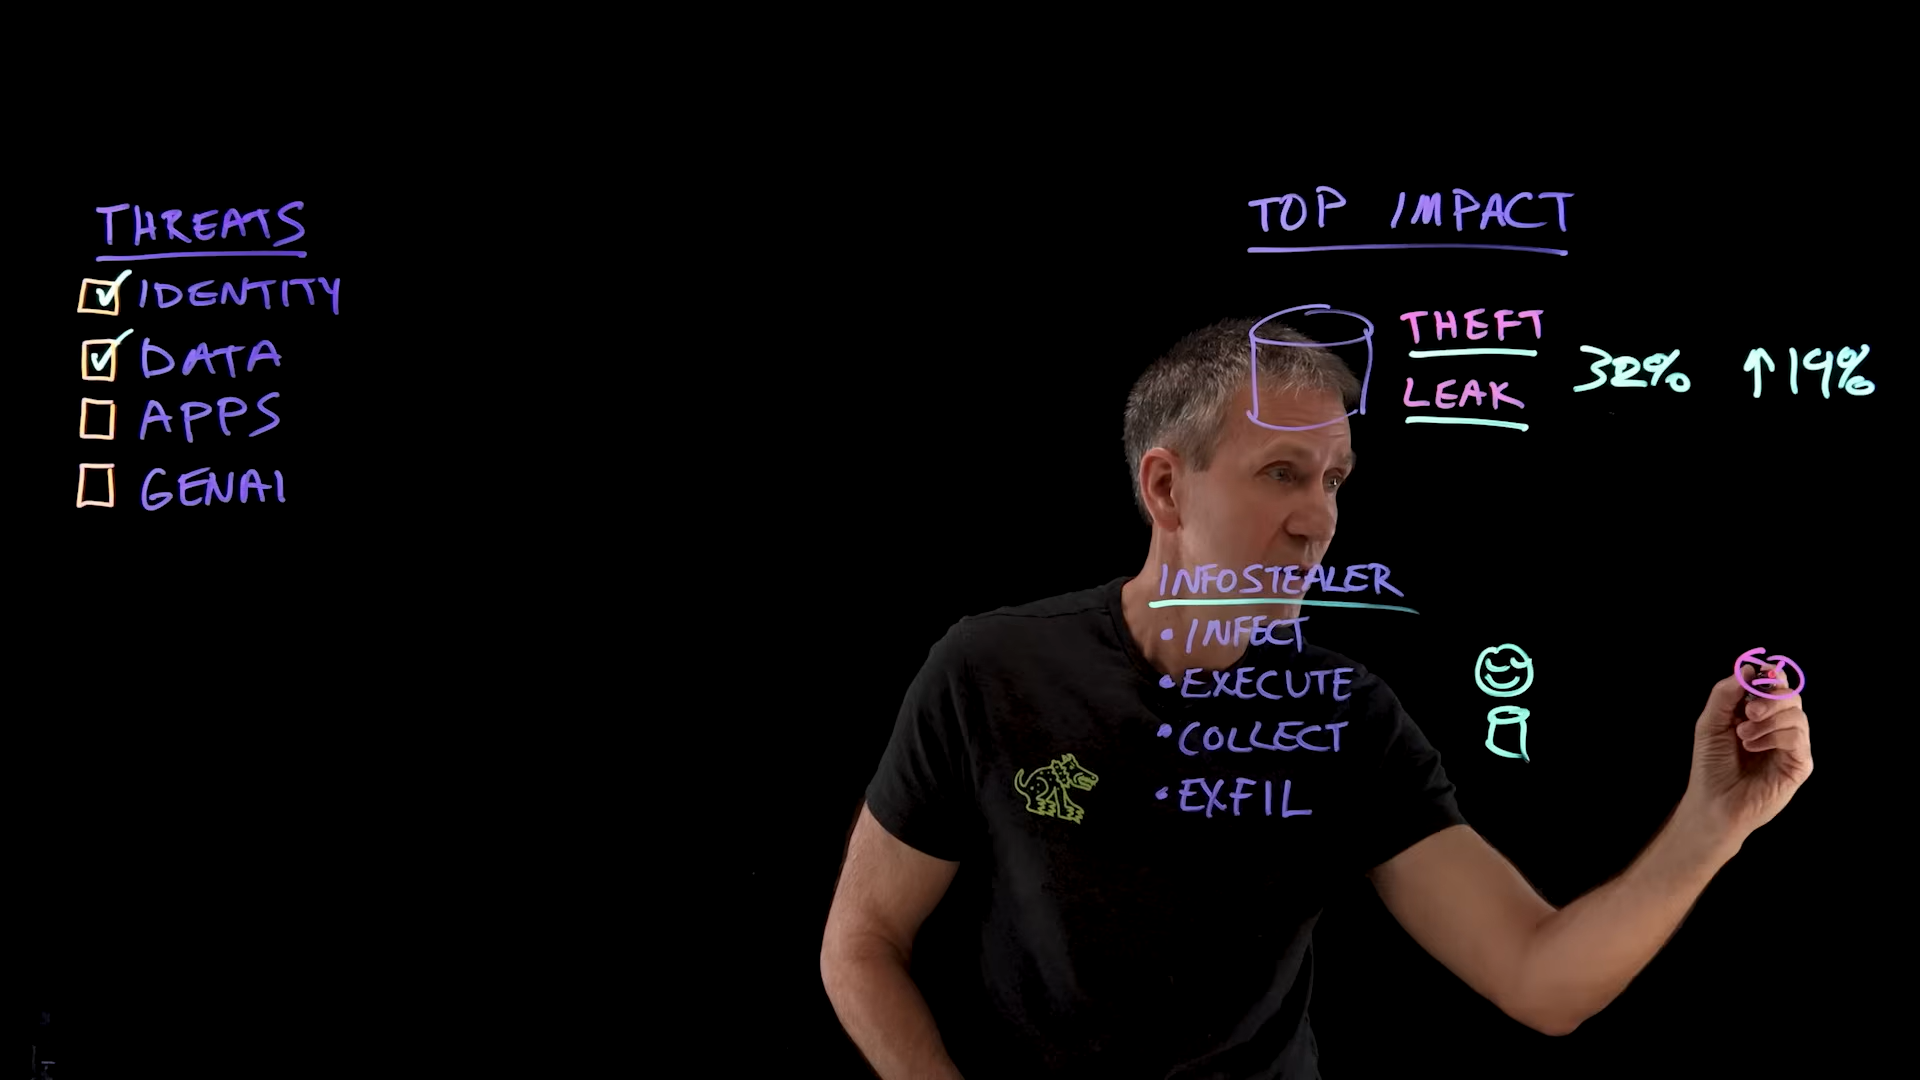 THREATS
IDENTITY
DATA
APPS
GENAI
TOP IMPACT
THEFT
LEAK
32% ↑19%
INFOSTEALER
• INFECT
• EXECUTE
• COLLECT
• EXFIL